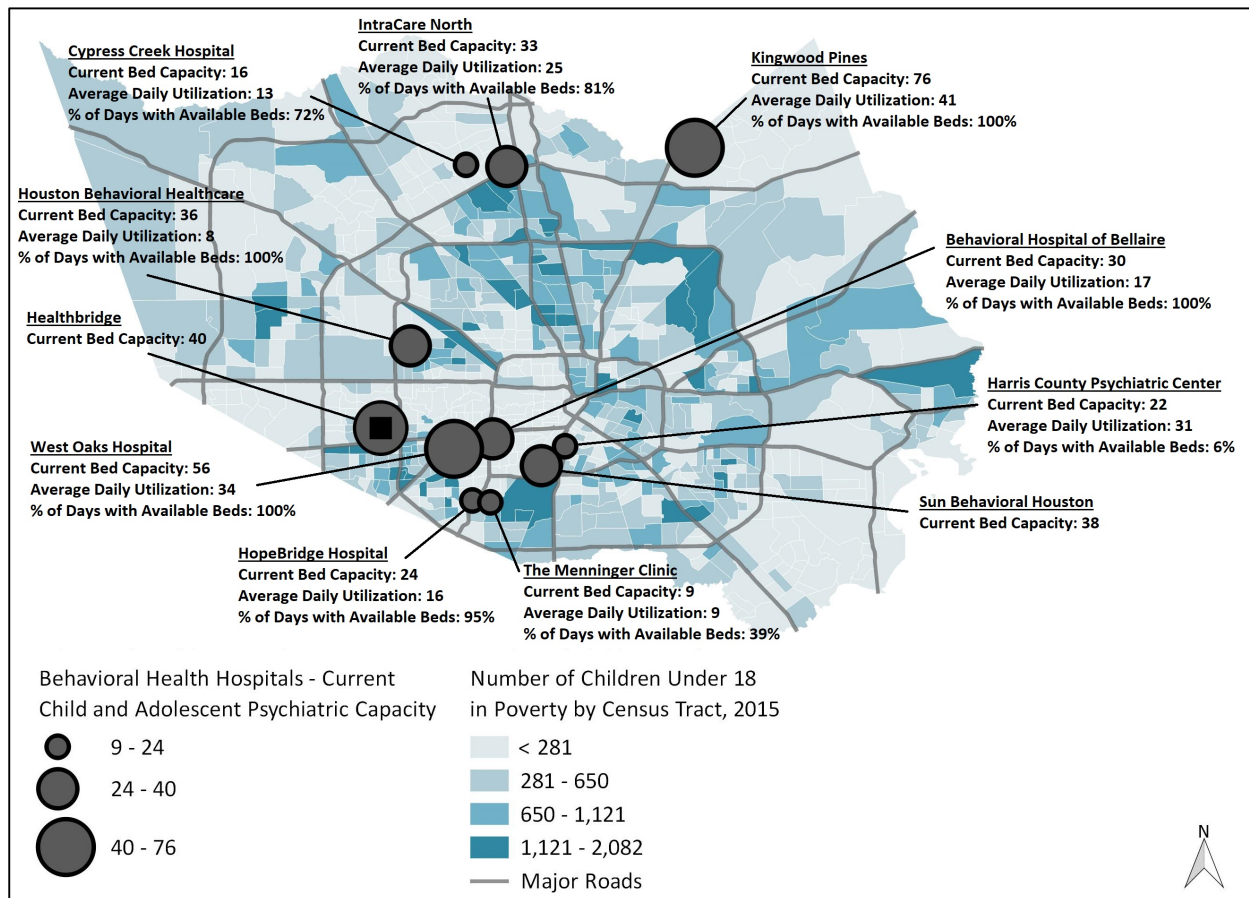 IntraCare North
Current Bed Capacity: 33
Average Daily Utilization: 25
% of Days with Available Beds: 81%
Cypress Creek Hospital
Current Bed Capacity: 16
Average Daily Utilization: 13
% of Days with Available Beds: 72%
Kingwood Pines
Current Bed Capacity: 76
Average Daily Utilization: 41
% of Days with Available Beds: 100%
Houston Behavioral Healthcare
Current Bed Capacity: 36
Average Daily Utilization: 8
% of Days with Available Beds: 100%
Behavioral Hospital of Bellaire
Current Bed Capacity: 30
Average Daily Utilization: 17
% of Days with Available Beds: 100%
Healthbridge
Current Bed Capacity: 40
Harris County Psychiatric Center
Current Bed Capacity: 22
Average Daily Utilization: 31
% of Days with Available Beds: 6%
West Oaks Hospital
Current Bed Capacity: 56
Average Daily Utilization: 34
% of Days with Available Beds: 100%
Sun Behavioral Houston
Current Bed Capacity: 38
HopeBridge Hospital
Current Bed Capacity: 24
Average Daily Utilization: 16
% of Days with Available Beds: 95%
The Menninger Clinic
Current Bed Capacity: 9
Average Daily Utilization: 9
% of Days with Available Beds: 39%
Behavioral Health Hospitals - Current
Child and Adolescent Psychiatric Capacity
9 - 24
24 - 40
40 - 76
Number of Children Under 18
in Poverty by Census Tract, 2015
< 281
281 - 650
650 - 1,121
1,121 - 2,082
Major Roads
N